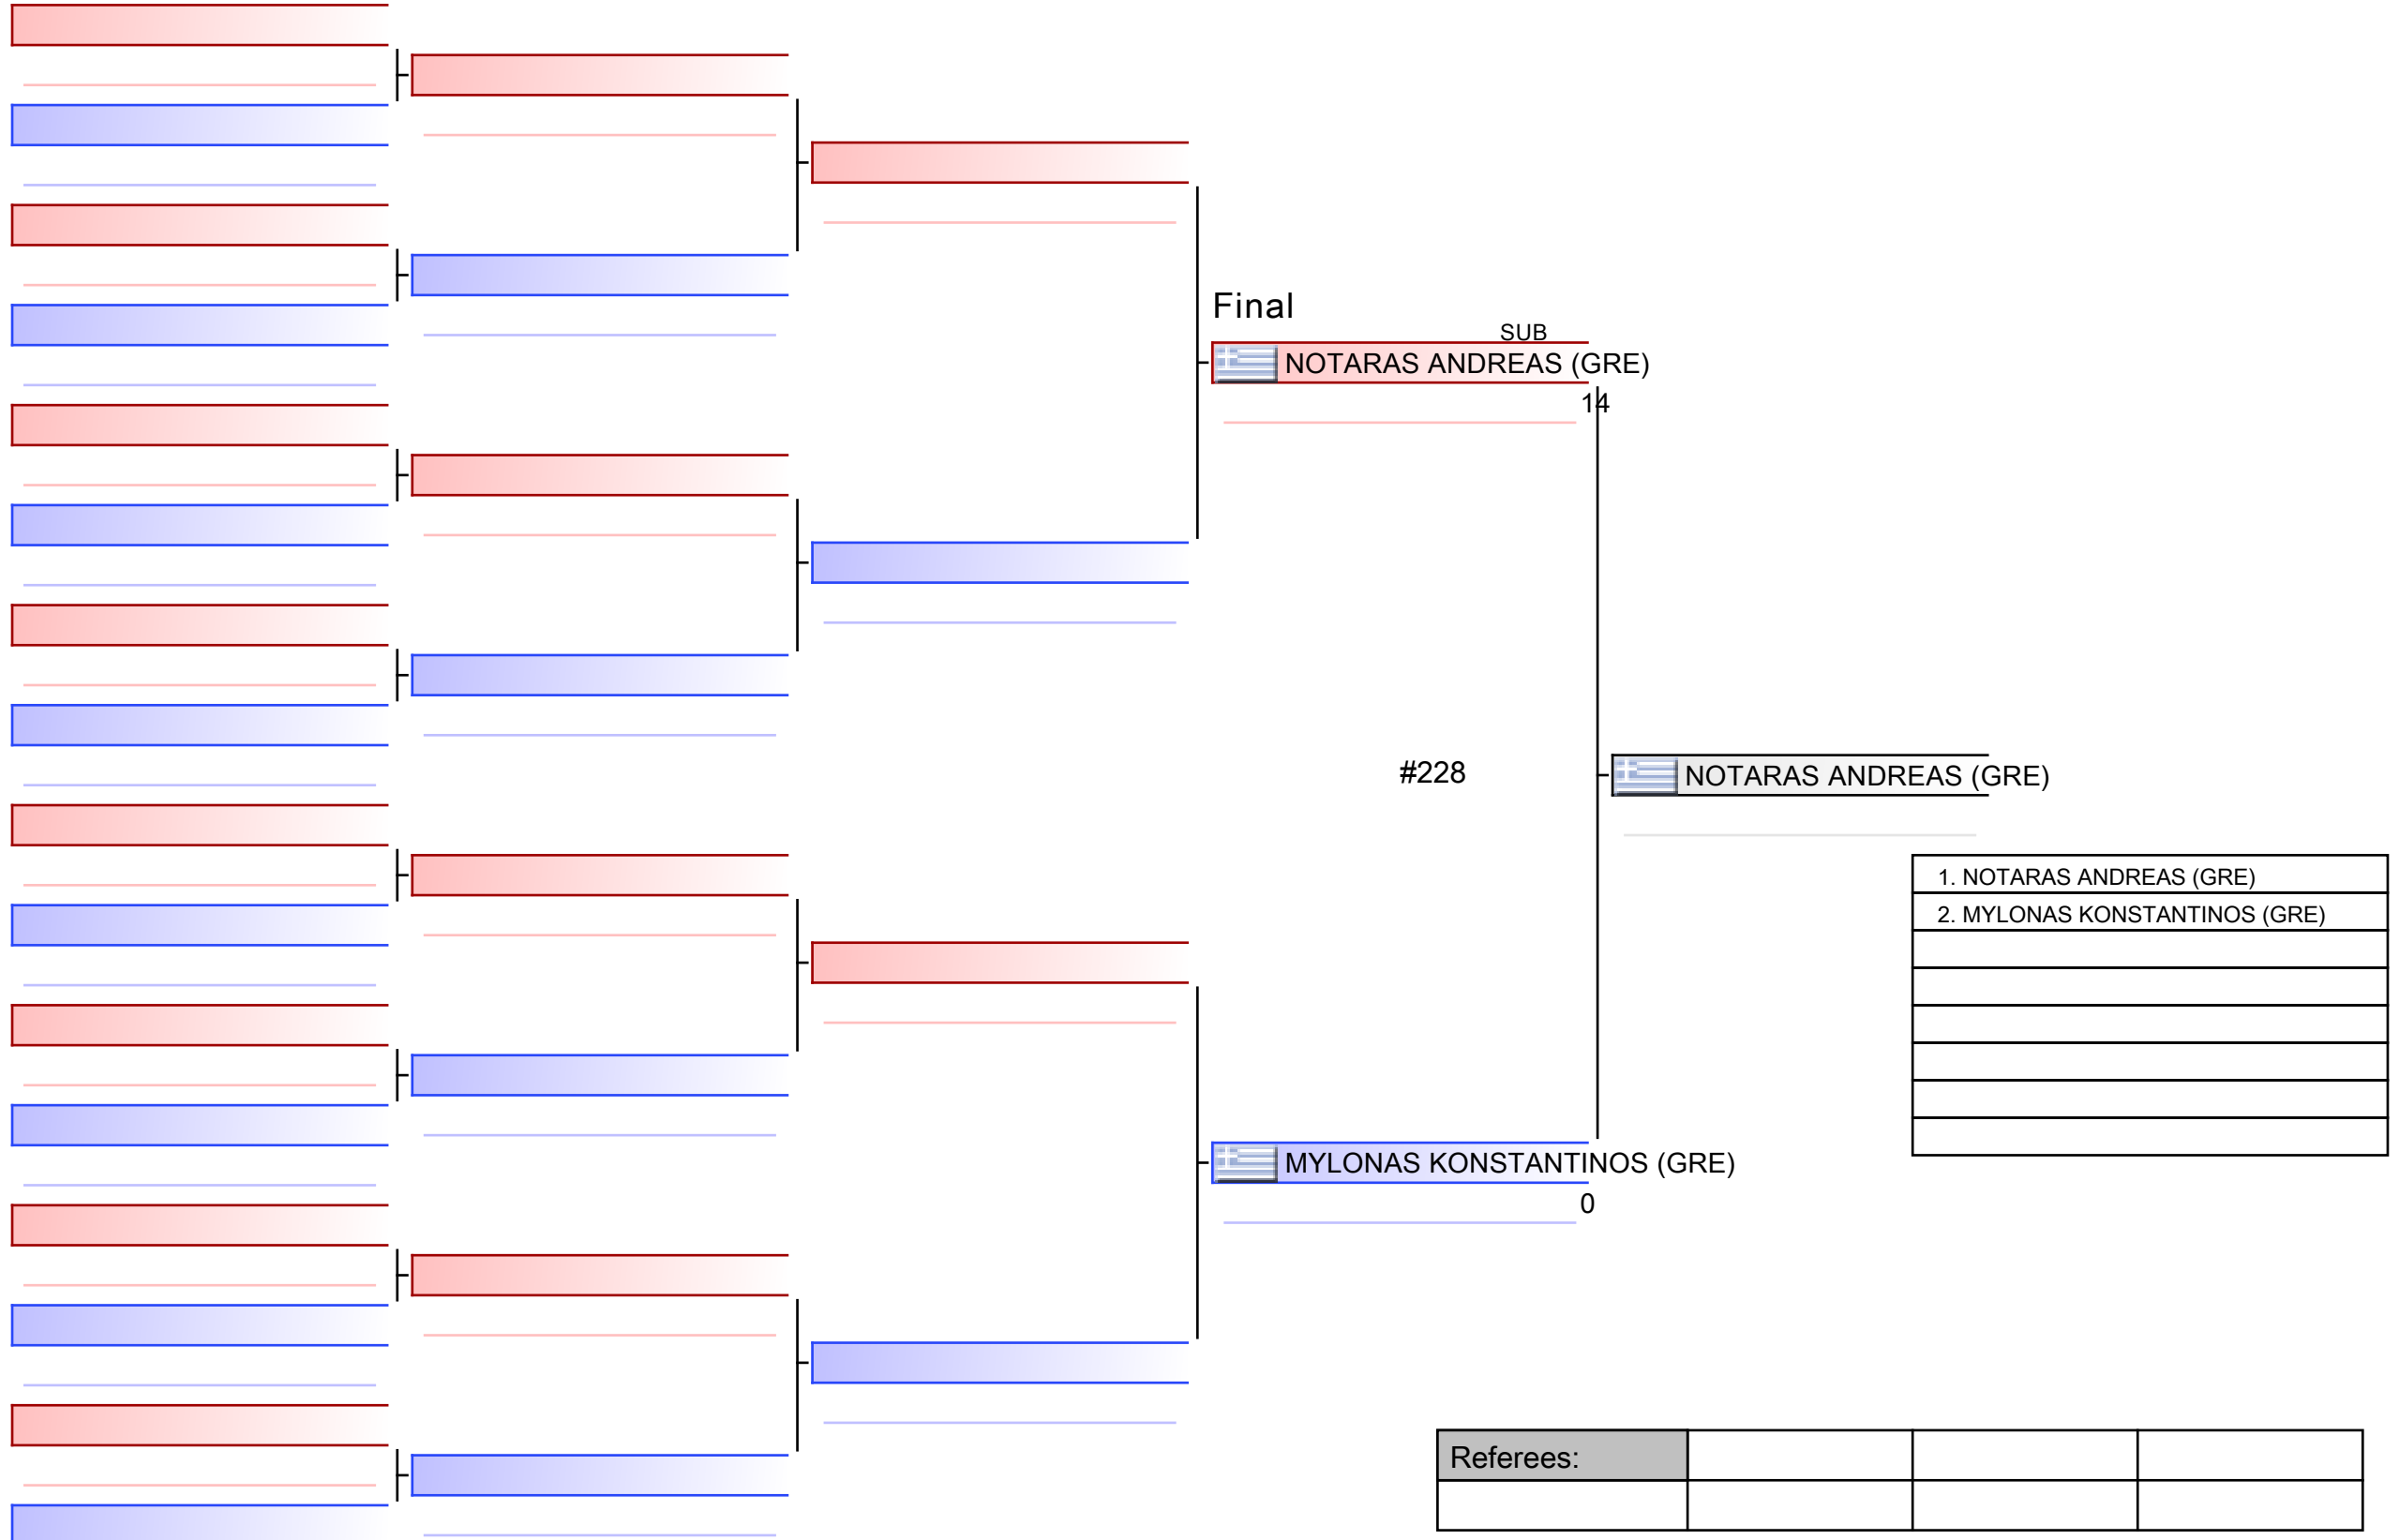 Final
SUB
NOTARAS ANDREAS (GRE)
14
#228
NOTARAS ANDREAS (GRE)
1. NOTARAS ANDREAS (GRE)
2. MYLONAS KONSTANTINOS (GRE)
MYLONAS KONSTANTINOS (GRE)
0
Referees: